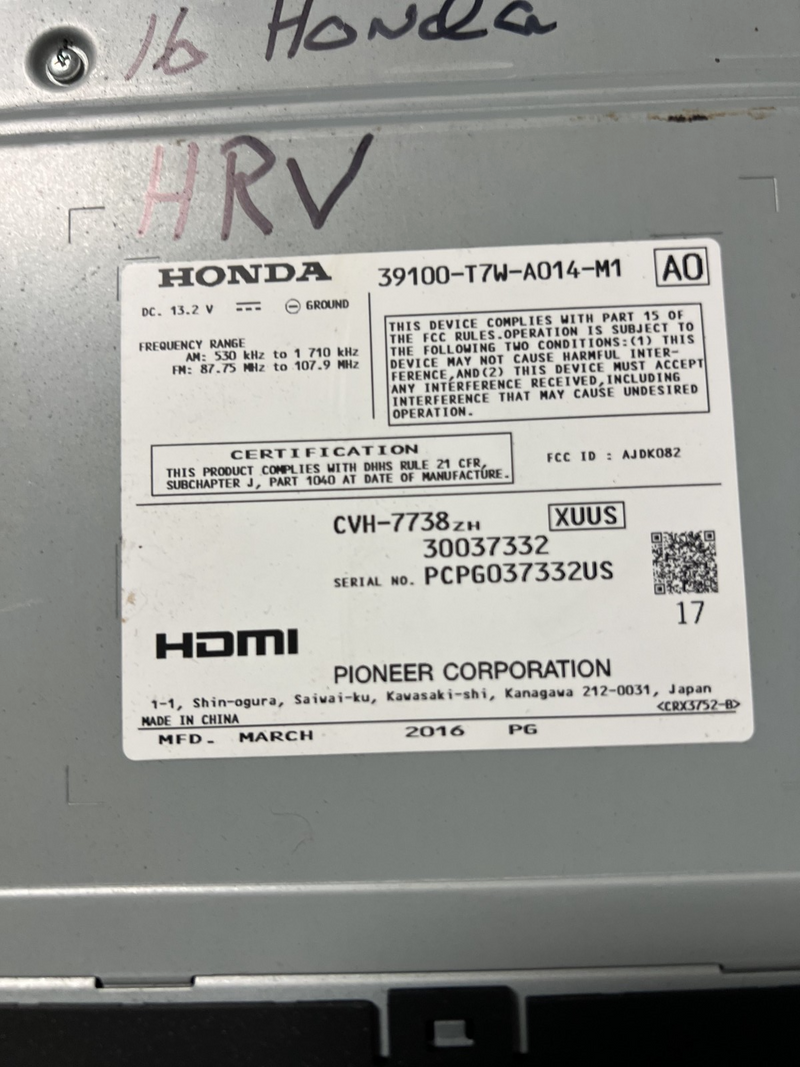 16 Honda
HRV
HONDA 39100-T7W-A014-M1 A0
DC. 13.2 V GROUND
FREQUENCY RANGE
AM: 530 kHz to 1 710 kHz
FM: 87.75 MHz to 107.9 MHz
THIS DEVICE COMPLIES WITH PART 15 OF
THE FCC RULES.OPERATION IS SUBJECT TO
THE FOLLOWING TWO CONDITIONS:(1) THIS
DEVICE MAY NOT CAUSE HARMFUL INTER-
FERENCE,AND(2) THIS DEVICE MUST ACCEPT
ANY INTERFERENCE RECEIVED,INCLUDING
INTERFERENCE THAT MAY CAUSE UNDESIRED
OPERATION.
CERTIFICATION
THIS PRODUCT COMPLIES WITH DHHS RULE 21 CFR,
SUBCHAPTER J, PART 1040 AT DATE OF MANUFACTURE.
FCC ID : AJDK082
CVH-7738ZH XUUS
30037332
SERIAL NO. PCPG037332US
17
HDMI
PIONEER CORPORATION
1-1, Shin-ogura, Saiwai-ku, Kawasaki-shi, Kanagawa 212-0031, Japan
MADE IN CHINA <CRX3752-B>
MFD. MARCH 2016 PG